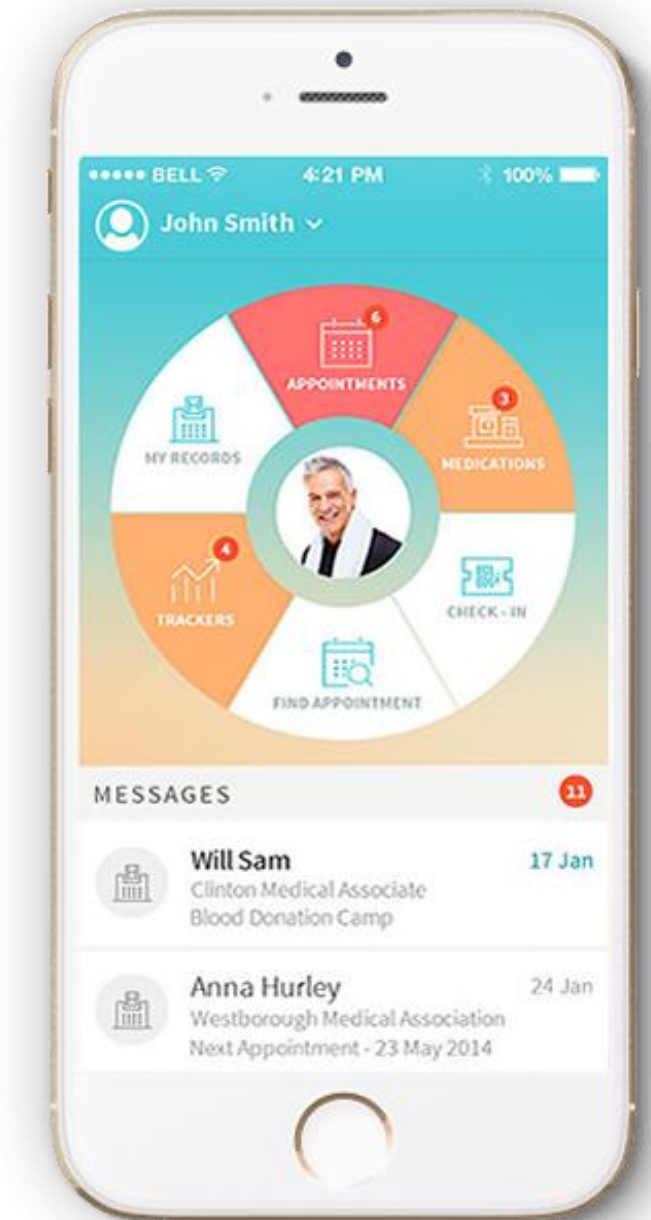 BELL 4:21 PM 100%
John Smith
6
APPOINTMENTS
3
MEDICATIONS
MY RECORDS
4
TRACKERS
CHECK - IN
FIND APPOINTMENT
MESSAGES 11
Will Sam 17 Jan
Clinton Medical Associate
Blood Donation Camp
Anna Hurley 24 Jan
Westborough Medical Association
Next Appointment - 23 May 2014